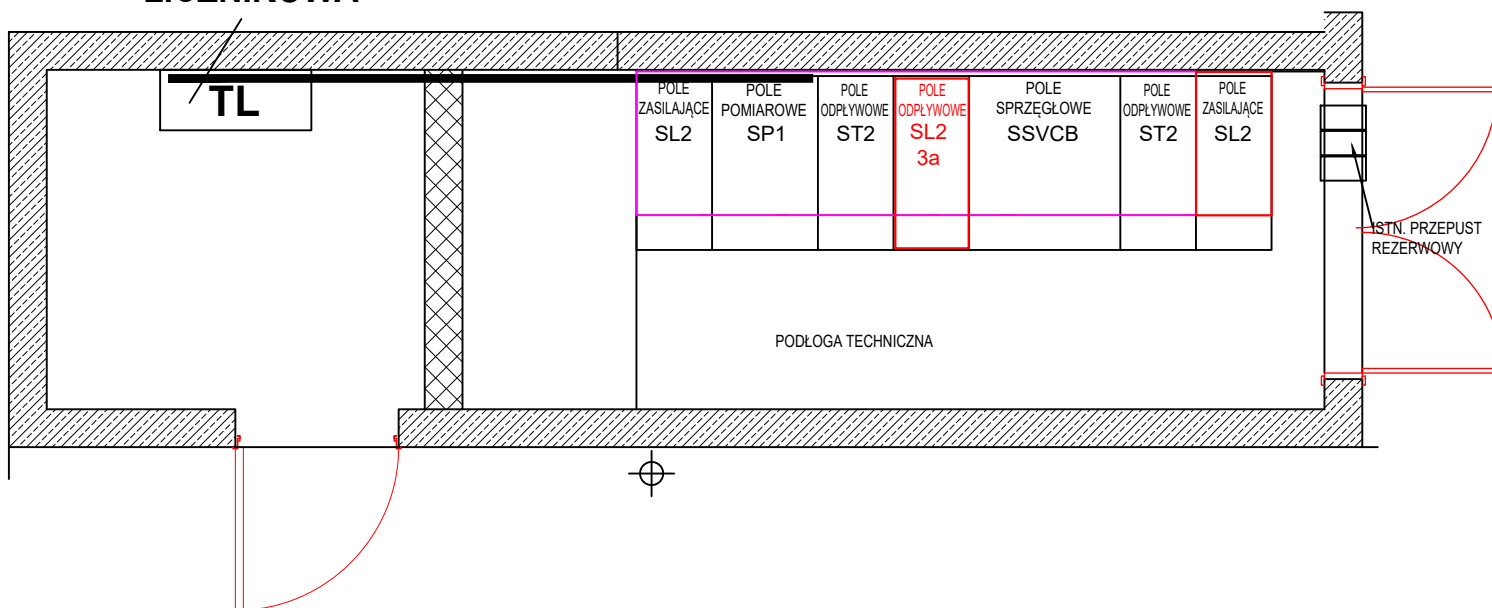 TL
POLE
ZASILAJĄCE
SL2
POLE
POMIAROWE
SP1
POLE
ODPŁYWOWE
ST2
POLE
ODPŁYWOWE
SL2
3a
POLE
SPRZĘGŁOWE
SSVCB
POLE
ODPŁYWOWE
ST2
POLE
ZASILAJĄCE
SL2
ISTN. PRZEPUST
REZERWOWY
PODŁOGA TECHNICZNA